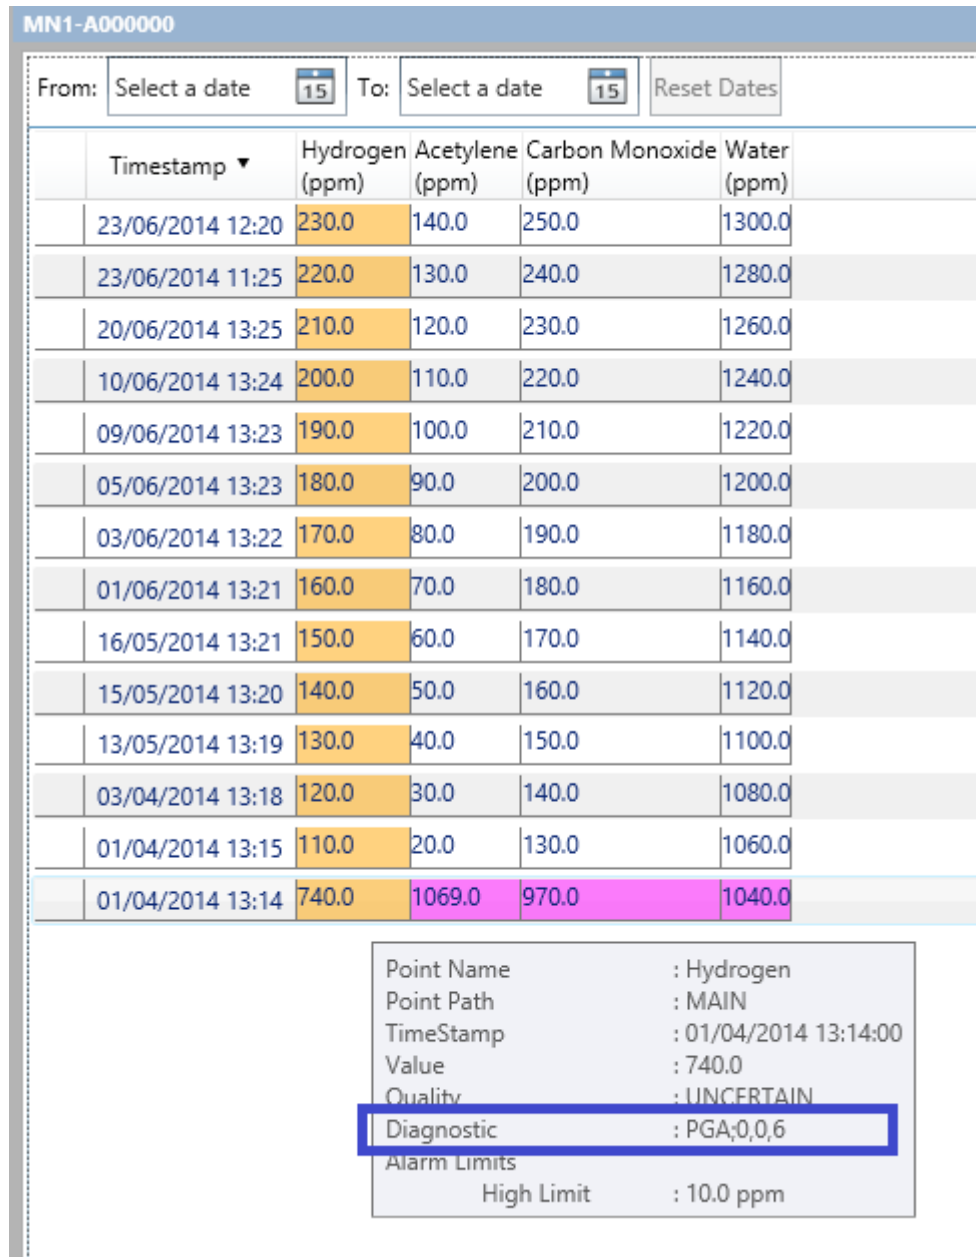 MN1-A000000
From: Select a date 15 To: Select a date 15 Reset Dates
Timestamp ▼ Hydrogen (ppm) Acetylene (ppm) Carbon Monoxide (ppm) Water (ppm)
23/06/2014 12:20 230.0 140.0 250.0 1300.0
23/06/2014 11:25 220.0 130.0 240.0 1280.0
20/06/2014 13:25 210.0 120.0 230.0 1260.0
10/06/2014 13:24 200.0 110.0 220.0 1240.0
09/06/2014 13:23 190.0 100.0 210.0 1220.0
05/06/2014 13:23 180.0 90.0 200.0 1200.0
03/06/2014 13:22 170.0 80.0 190.0 1180.0
01/06/2014 13:21 160.0 70.0 180.0 1160.0
16/05/2014 13:21 150.0 60.0 170.0 1140.0
15/05/2014 13:20 140.0 50.0 160.0 1120.0
13/05/2014 13:19 130.0 40.0 150.0 1100.0
03/04/2014 13:18 120.0 30.0 140.0 1080.0
01/04/2014 13:15 110.0 20.0 130.0 1060.0
01/04/2014 13:14 740.0 1069.0 970.0 1040.0
Point Name : Hydrogen
Point Path : MAIN
TimeStamp : 01/04/2014 13:14:00
Value : 740.0
Quality : UNCERTAIN
Diagnostic : PGA;0,0,6
Alarm Limits
High Limit : 10.0 ppm